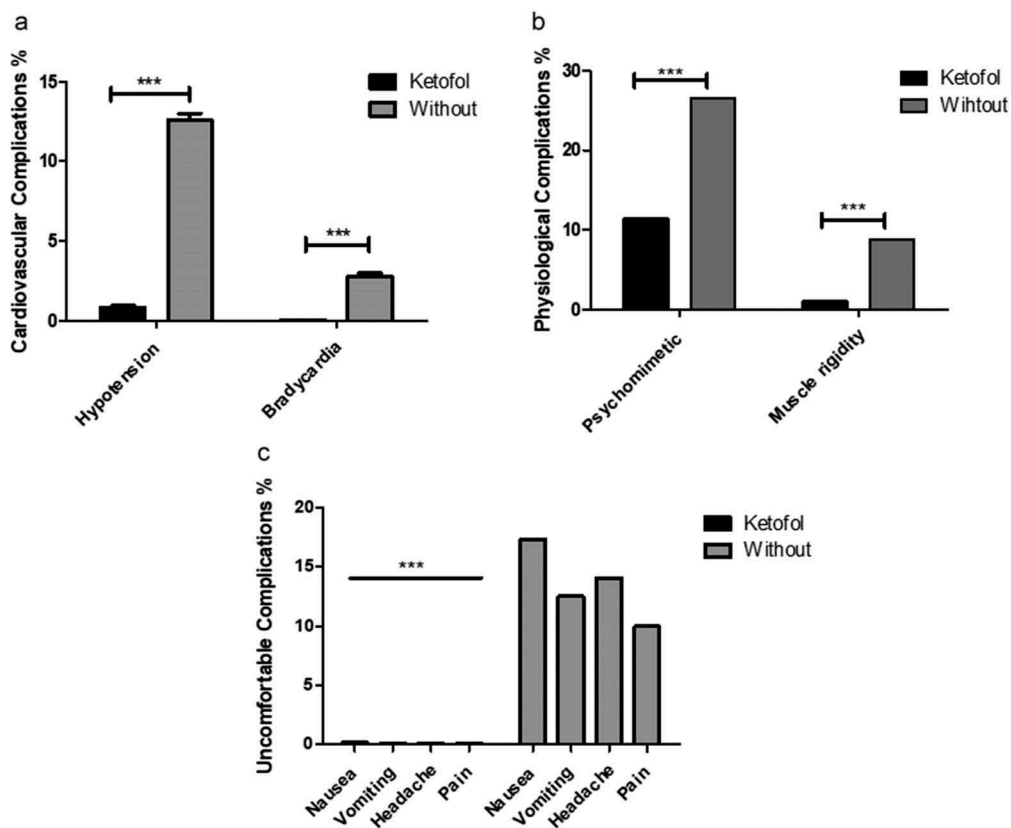 a
Cardiovascular Complications %
15
10
5
0
***
***
Ketofol
Without
Hypotension
Bradycardia
b
Physiological Complications %
30
20
10
0
***
***
Ketofol
Wihtout
Psychomimetic
Muscle rigidity
c
Uncomfortable Complications %
20
15
10
5
0
***
Ketofol
Without
Nausea
Vomiting
Headache
Pain
Nausea
Vomiting
Headache
Pain